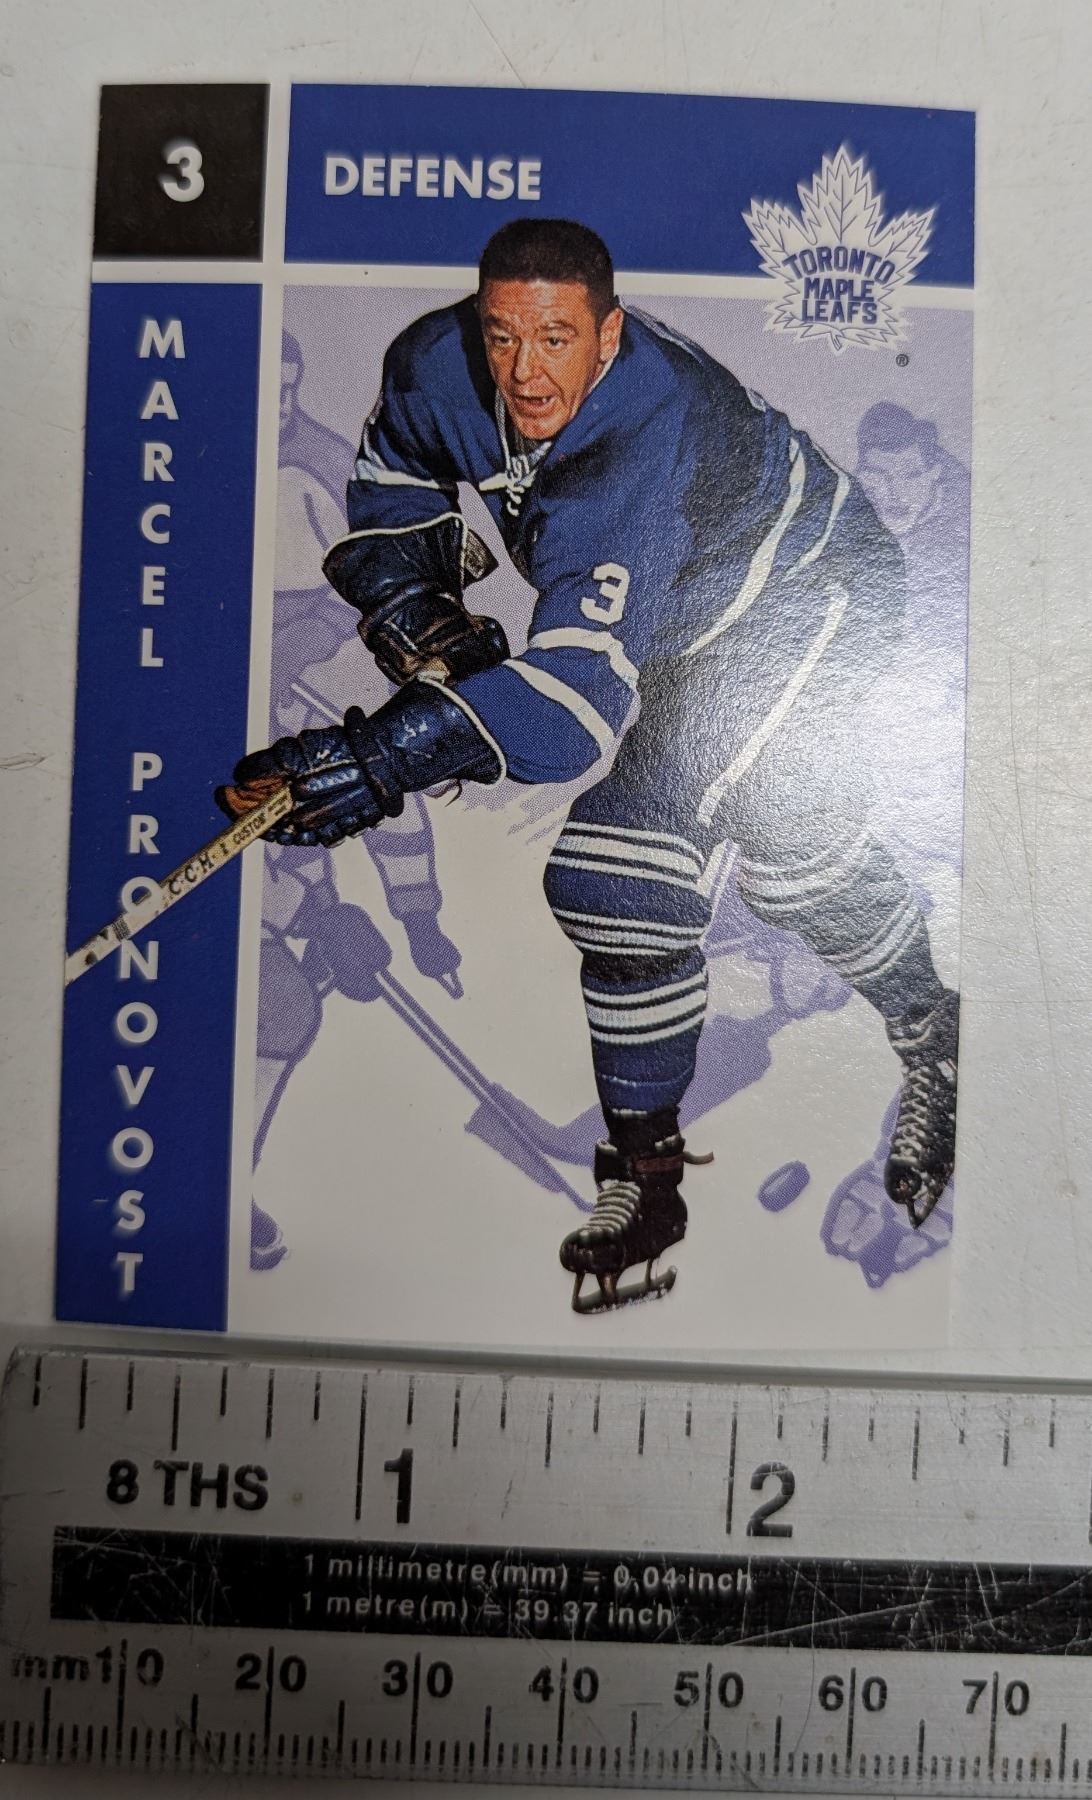 3
DEFENSE
TORONTO
MAPLE
LEAFS
®
MARCEL PRONOVOST
3
C.C.M. CUSTOM
1 2
8 THS
1 millimetre(mm) = 0.04 inch
1 metre(m) = 39.37 inch
mm 10 20 30 40 50 60 70